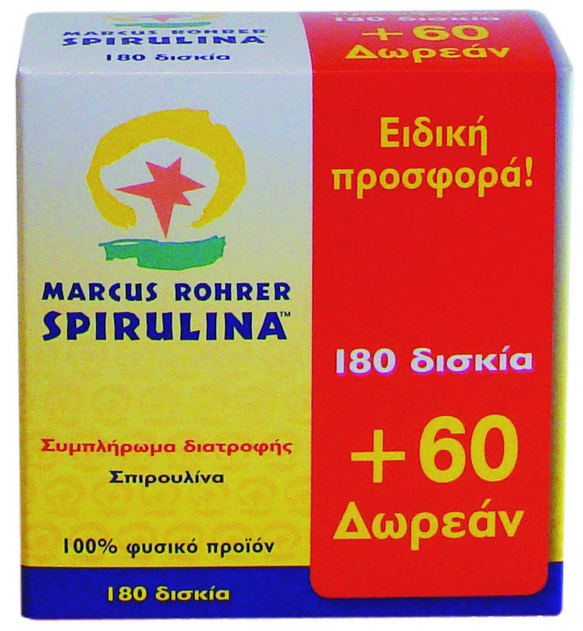 MARCUS ROHRER
SPIRULINA
180 δισκία
180 δισκία
+ 60
Δωρεάν
Ειδική
προσφορά!
MARCUS ROHRER
SPIRULINA™
180 δισκία
+ 60
Δωρεάν
Συμπλήρωμα διατροφής
Σπιρουλίνα
100% φυσικό προϊόν
180 δισκία